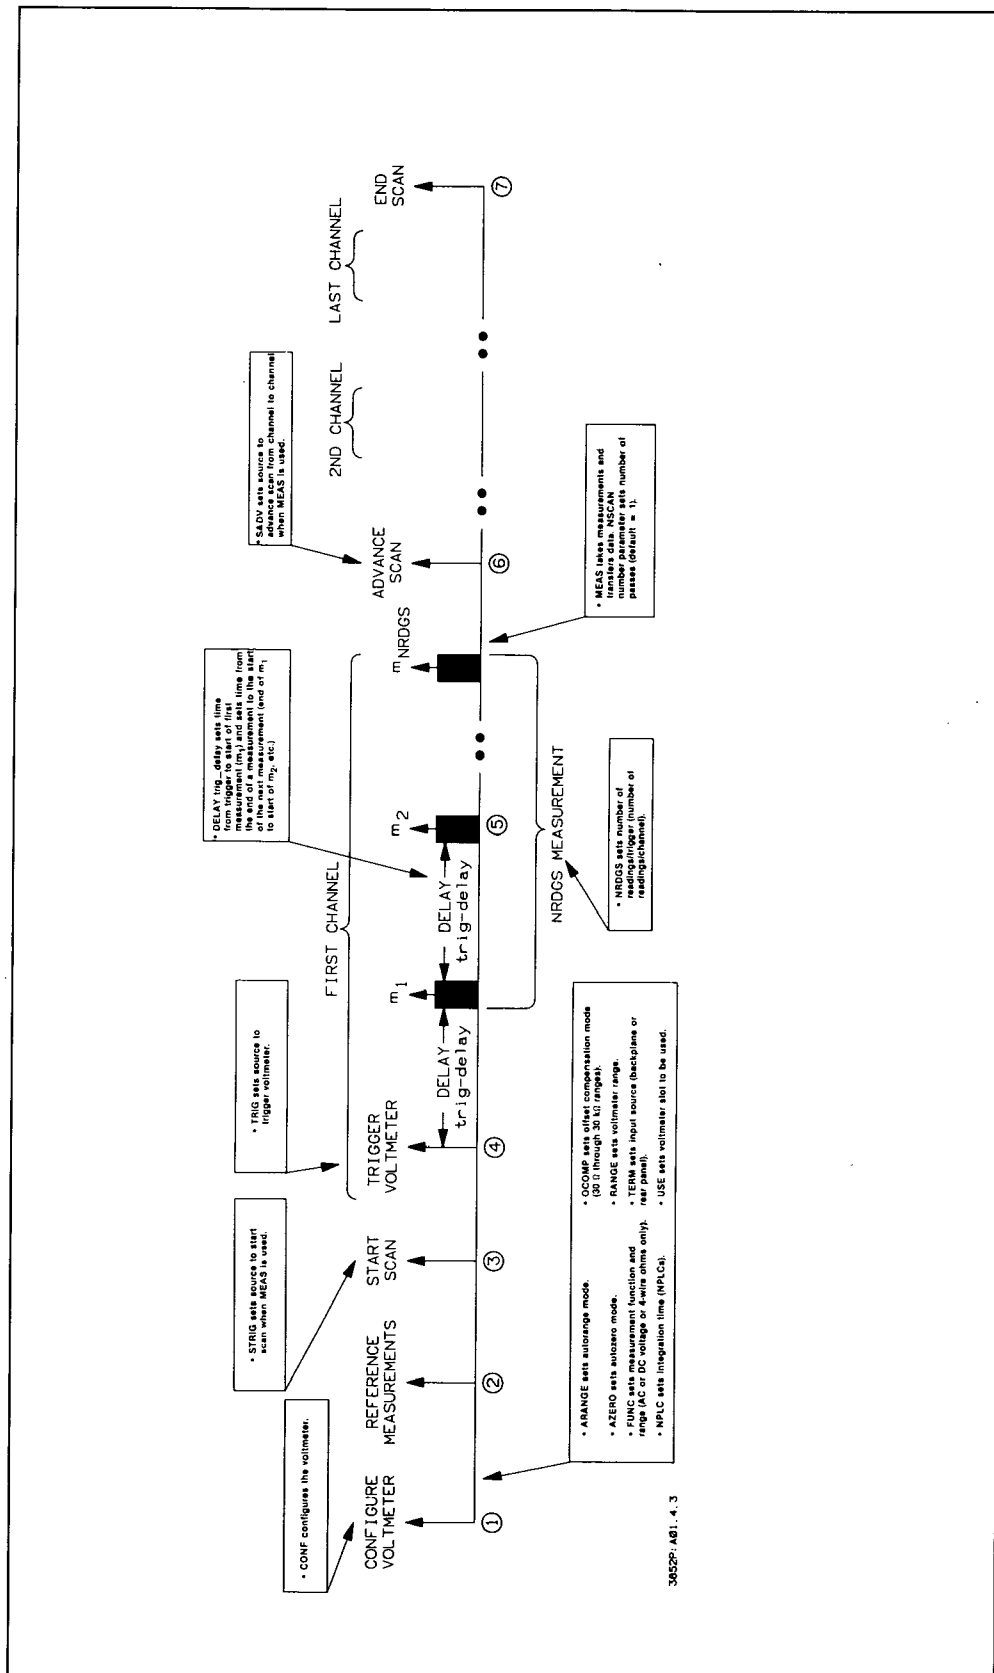 • CONF configures the voltmeter.
• STRIG sets source to start
scan when MEAS is used.
• TRIG sets source to
trigger voltmeter.
• DELAY trig_delay sets time
from trigger to start of first
measurement (m1) and sets time from
the end of a measurement to the start
of the next measurement (end of m1
to start of m2, etc.)
• SADV sets source to
advance scan from channel to channel
when MEAS is used.
FIRST CHANNEL
2ND CHANNEL
LAST CHANNEL
CONFIGURE
VOLTMETER
REFERENCE
MEASUREMENTS
START
SCAN
TRIGGER
VOLTMETER
m1
m2
mNRDGS
ADVANCE
SCAN
END
SCAN
DELAY
trig-delay
DELAY
trig-delay
1
2
3
4
5
6
7
NRDGS MEASUREMENT
• ARANGE sets autorange mode.
• AZERO sets autozero mode.
• FUNC sets measurement function and
range (AC or DC voltage or 4-wire ohms only).
• NPLC sets integration time (NPLCs).
• OCOMP sets offset compensation mode
(30 Ω through 30 kΩ ranges).
• RANGE sets voltmeter range.
• TERM sets input source (backplane or
rear panel).
• USE sets voltmeter slot to be used.
• NRDGS sets number of
readings/trigger (number of
readings/channel).
• MEAS takes measurements and
transfers data. NSCAN
number parameter sets number of
passes (default = 1).
3852P:A01.4.3